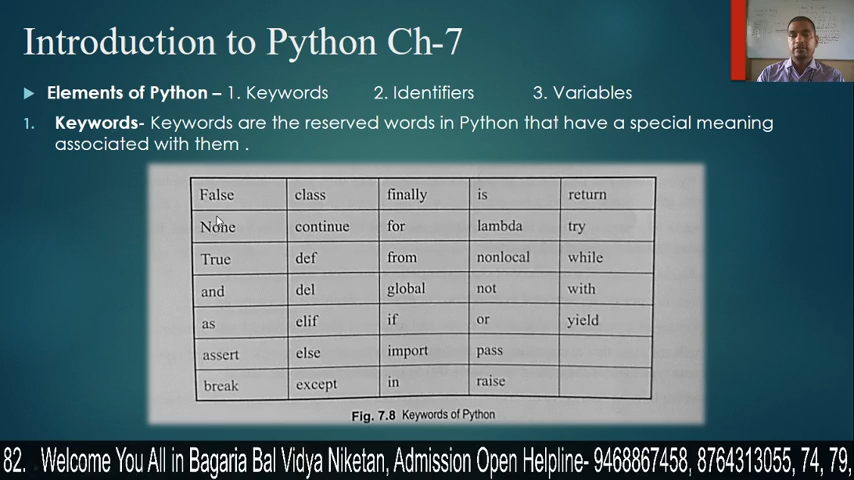 Introduction to Python Ch-7
Elements of Python – 1. Keywords 2. Identifiers 3. Variables
1. Keywords- Keywords are the reserved words in Python that have a special meaning
associated with them .
False class finally is return
None continue for lambda try
True def from nonlocal while
and del global not with
as elif if or yield
assert else import pass
break except in raise
Fig. 7.8 Keywords of Python
82. Welcome You All in Bagaria Bal Vidya Niketan, Admission Open Helpline- 9468867458, 8764313055, 74, 79,